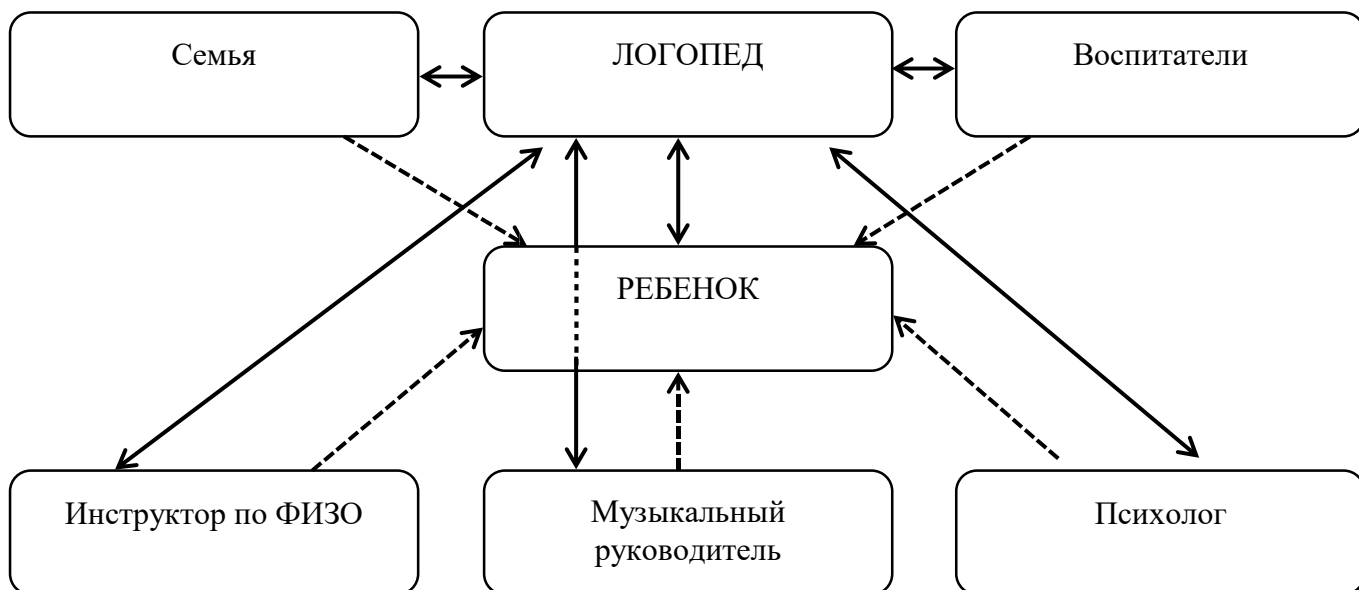 Семья
ЛОГОПЕД
Воспитатели
РЕБЕНОК
Инструктор по ФИЗО
Музыкальный
руководитель
Психолог